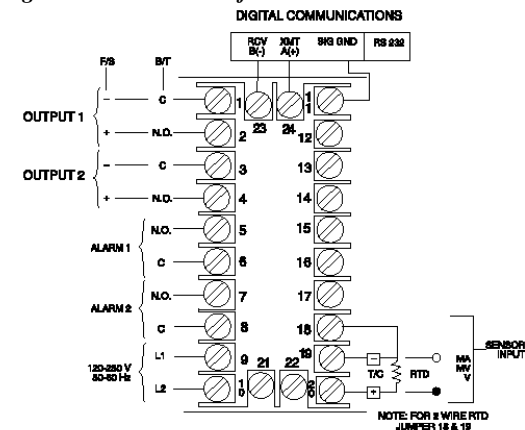 DIGITAL COMMUNICATIONS
RCV XMT SIG GND RS 232
B(-) A(+)
F/S B/T
OUTPUT 1
- C 1
+ N.O. 2
OUTPUT 2
- C 3
+ N.O. 4
ALARM 1
N.O. 5
C 6
ALARM 2
N.O. 7
C 8
120-250 V
50-60 Hz
L1 9
L2 10
23 24
11
12
13
14
15
16
17
18
19
20
21 22
- T/C +
RTD
MA
MV
V
SENSOR
INPUT
NOTE: FOR 2 WIRE RTD
JUMPER 18 & 19